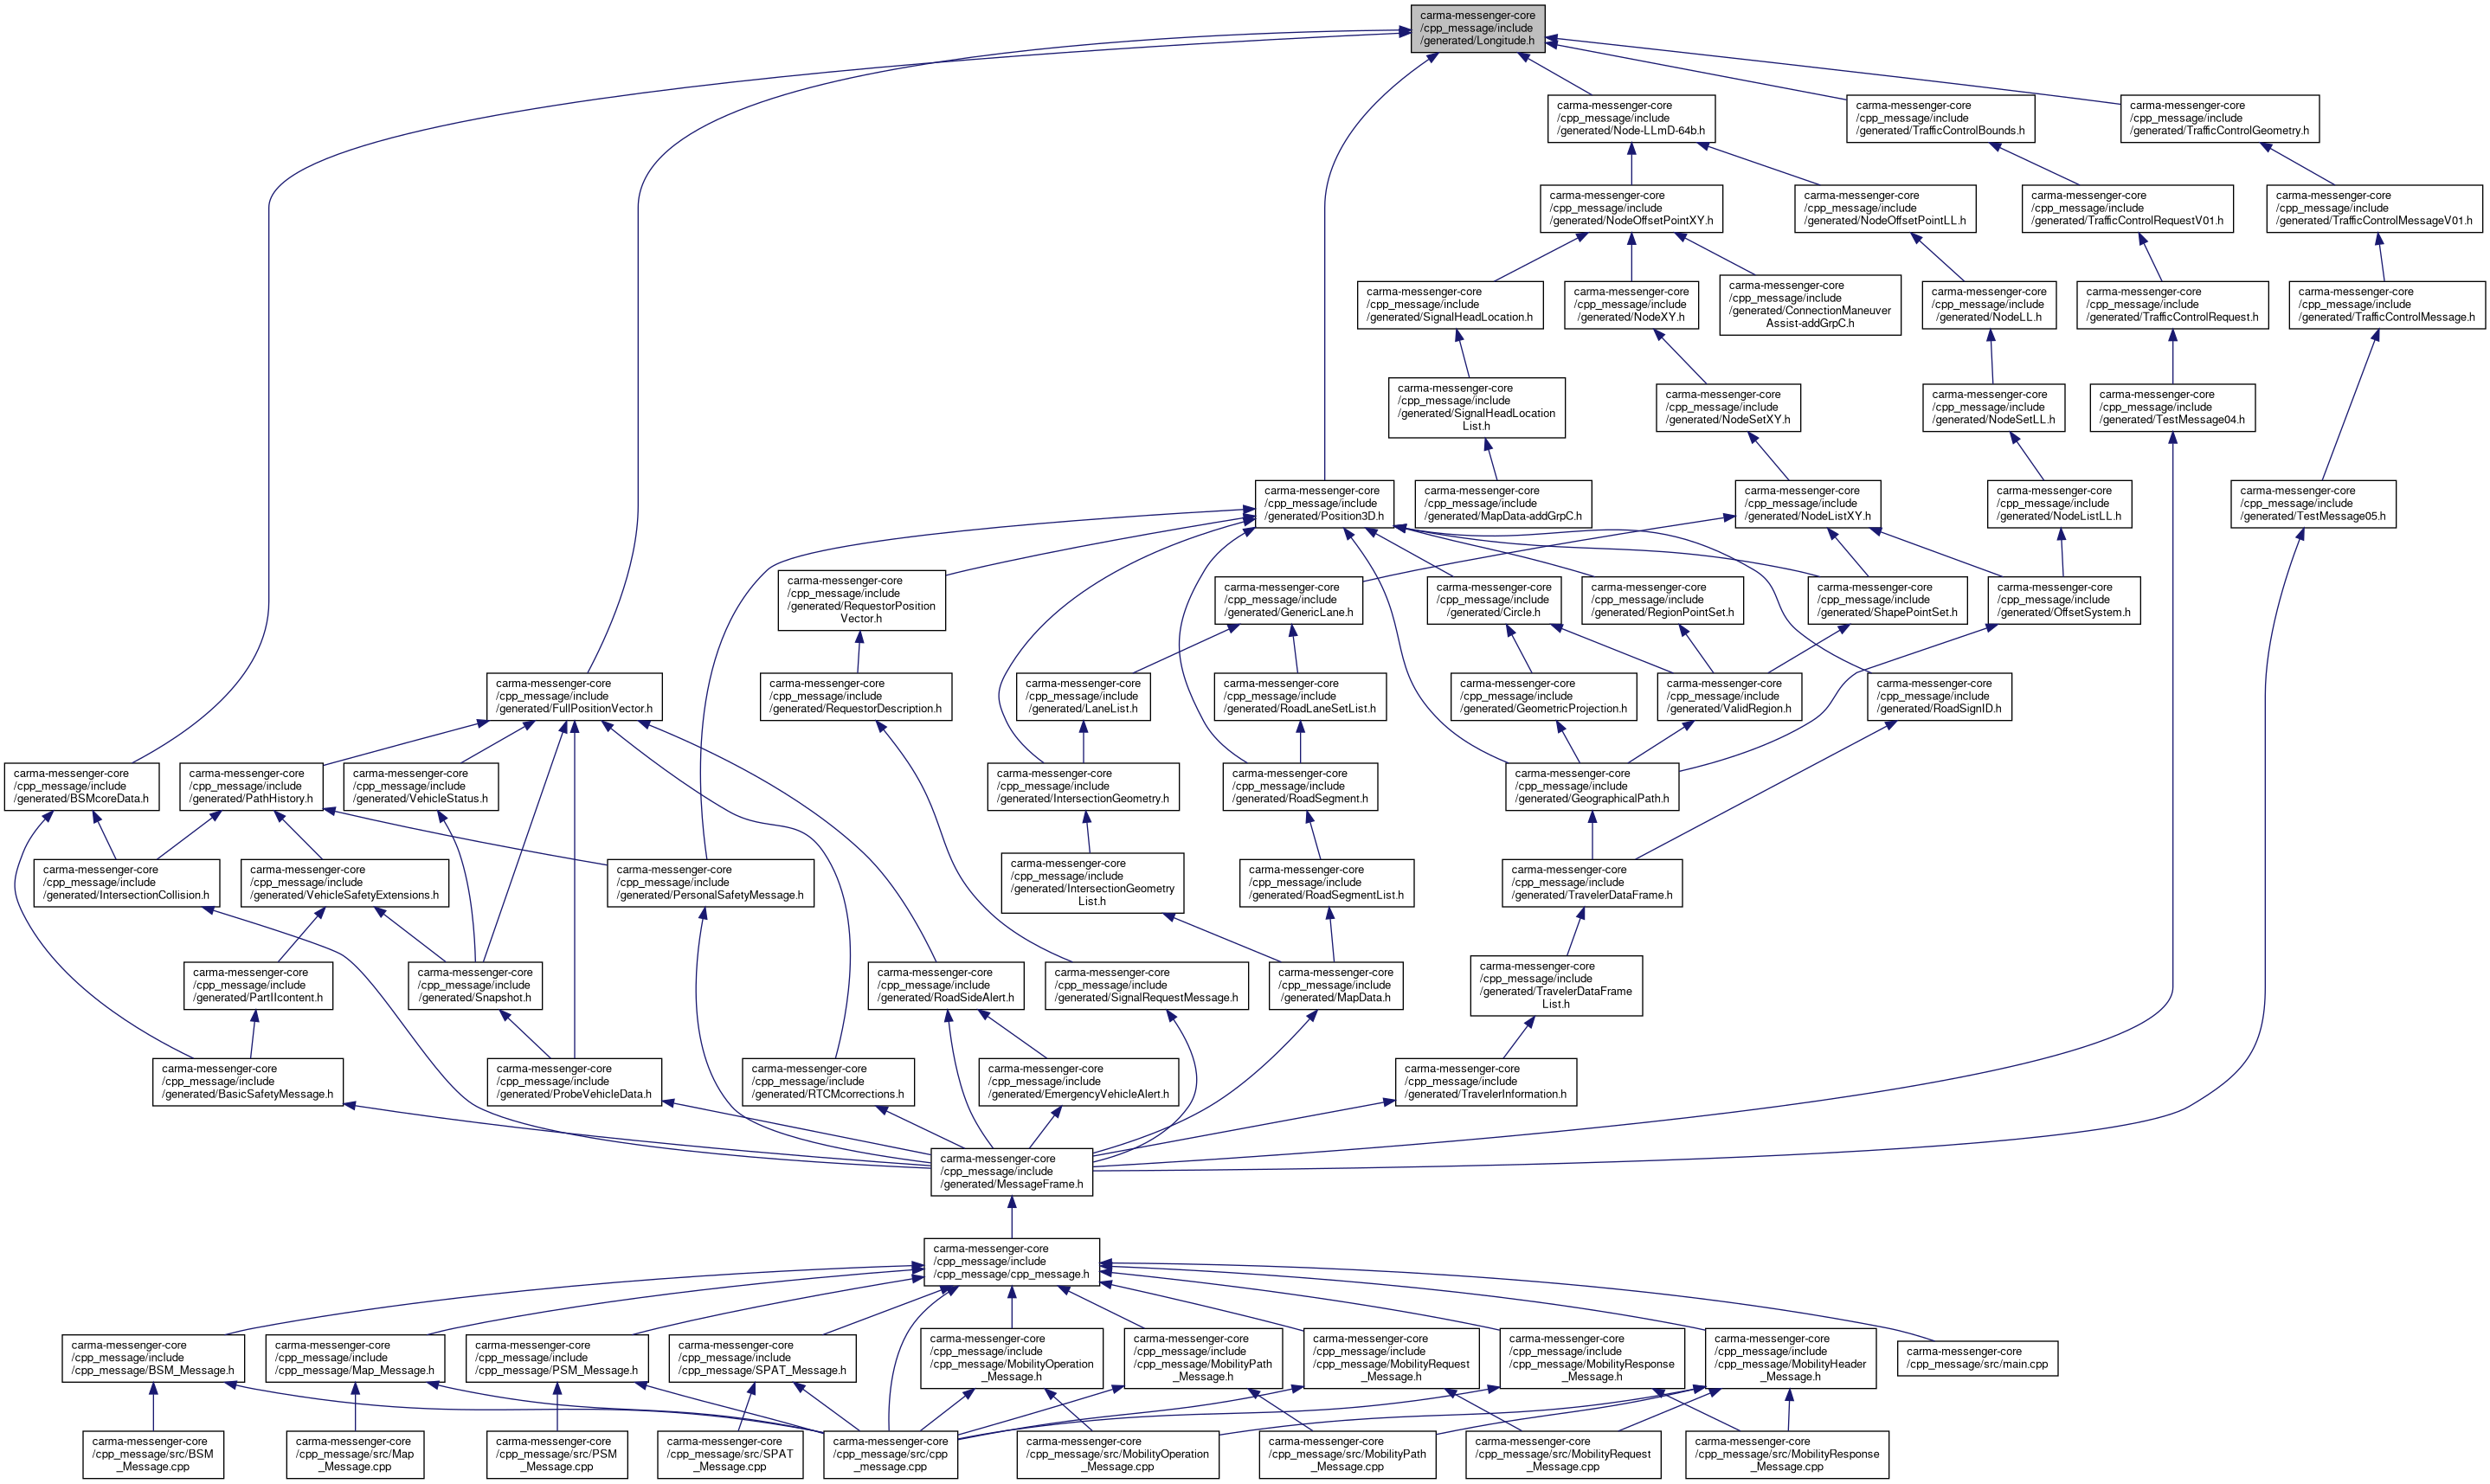 carma-messenger-core
/cpp_message/include
/generated/Longitude.h
carma-messenger-core
/cpp_message/include
/generated/Node-LLmD-64b.h
carma-messenger-core
/cpp_message/include
/generated/TrafficControlBounds.h
carma-messenger-core
/cpp_message/include
/generated/TrafficControlGeometry.h
carma-messenger-core
/cpp_message/include
/generated/NodeOffsetPointXY.h
carma-messenger-core
/cpp_message/include
/generated/NodeOffsetPointLL.h
carma-messenger-core
/cpp_message/include
/generated/TrafficControlRequestV01.h
carma-messenger-core
/cpp_message/include
/generated/TrafficControlMessageV01.h
carma-messenger-core
/cpp_message/include
/generated/SignalHeadLocation.h
carma-messenger-core
/cpp_message/include
/generated/NodeXY.h
carma-messenger-core
/cpp_message/include
/generated/ConnectionManeuver
Assist-addGrpC.h
carma-messenger-core
/cpp_message/include
/generated/NodeLL.h
carma-messenger-core
/cpp_message/include
/generated/TrafficControlRequest.h
carma-messenger-core
/cpp_message/include
/generated/TrafficControlMessage.h
carma-messenger-core
/cpp_message/include
/generated/SignalHeadLocation
List.h
carma-messenger-core
/cpp_message/include
/generated/NodeSetXY.h
carma-messenger-core
/cpp_message/include
/generated/NodeSetLL.h
carma-messenger-core
/cpp_message/include
/generated/TestMessage04.h
carma-messenger-core
/cpp_message/include
/generated/Position3D.h
carma-messenger-core
/cpp_message/include
/generated/MapData-addGrpC.h
carma-messenger-core
/cpp_message/include
/generated/NodeListXY.h
carma-messenger-core
/cpp_message/include
/generated/NodeListLL.h
carma-messenger-core
/cpp_message/include
/generated/TestMessage05.h
carma-messenger-core
/cpp_message/include
/generated/RequestorPosition
Vector.h
carma-messenger-core
/cpp_message/include
/generated/GenericLane.h
carma-messenger-core
/cpp_message/include
/generated/Circle.h
carma-messenger-core
/cpp_message/include
/generated/RegionPointSet.h
carma-messenger-core
/cpp_message/include
/generated/ShapePointSet.h
carma-messenger-core
/cpp_message/include
/generated/OffsetSystem.h
carma-messenger-core
/cpp_message/include
/generated/FullPositionVector.h
carma-messenger-core
/cpp_message/include
/generated/RequestorDescription.h
carma-messenger-core
/cpp_message/include
/generated/LaneList.h
carma-messenger-core
/cpp_message/include
/generated/RoadLaneSetList.h
carma-messenger-core
/cpp_message/include
/generated/GeometricProjection.h
carma-messenger-core
/cpp_message/include
/generated/ValidRegion.h
carma-messenger-core
/cpp_message/include
/generated/RoadSignID.h
carma-messenger-core
/cpp_message/include
/generated/BSMcoreData.h
carma-messenger-core
/cpp_message/include
/generated/PathHistory.h
carma-messenger-core
/cpp_message/include
/generated/VehicleStatus.h
carma-messenger-core
/cpp_message/include
/generated/IntersectionGeometry.h
carma-messenger-core
/cpp_message/include
/generated/RoadSegment.h
carma-messenger-core
/cpp_message/include
/generated/GeographicalPath.h
carma-messenger-core
/cpp_message/include
/generated/IntersectionCollision.h
carma-messenger-core
/cpp_message/include
/generated/VehicleSafetyExtensions.h
carma-messenger-core
/cpp_message/include
/generated/PersonalSafetyMessage.h
carma-messenger-core
/cpp_message/include
/generated/IntersectionGeometry
List.h
carma-messenger-core
/cpp_message/include
/generated/RoadSegmentList.h
carma-messenger-core
/cpp_message/include
/generated/TravelerDataFrame.h
carma-messenger-core
/cpp_message/include
/generated/PartIIcontent.h
carma-messenger-core
/cpp_message/include
/generated/Snapshot.h
carma-messenger-core
/cpp_message/include
/generated/RoadSideAlert.h
carma-messenger-core
/cpp_message/include
/generated/SignalRequestMessage.h
carma-messenger-core
/cpp_message/include
/generated/MapData.h
carma-messenger-core
/cpp_message/include
/generated/TravelerDataFrame
List.h
carma-messenger-core
/cpp_message/include
/generated/BasicSafetyMessage.h
carma-messenger-core
/cpp_message/include
/generated/ProbeVehicleData.h
carma-messenger-core
/cpp_message/include
/generated/RTCMcorrections.h
carma-messenger-core
/cpp_message/include
/generated/EmergencyVehicleAlert.h
carma-messenger-core
/cpp_message/include
/generated/TravelerInformation.h
carma-messenger-core
/cpp_message/include
/generated/MessageFrame.h
carma-messenger-core
/cpp_message/include
/cpp_message/cpp_message.h
carma-messenger-core
/cpp_message/include
/cpp_message/BSM_Message.h
carma-messenger-core
/cpp_message/include
/cpp_message/Map_Message.h
carma-messenger-core
/cpp_message/include
/cpp_message/PSM_Message.h
carma-messenger-core
/cpp_message/include
/cpp_message/SPAT_Message.h
carma-messenger-core
/cpp_message/include
/cpp_message/MobilityOperation
_Message.h
carma-messenger-core
/cpp_message/include
/cpp_message/MobilityPath
_Message.h
carma-messenger-core
/cpp_message/include
/cpp_message/MobilityRequest
_Message.h
carma-messenger-core
/cpp_message/include
/cpp_message/MobilityResponse
_Message.h
carma-messenger-core
/cpp_message/include
/cpp_message/MobilityHeader
_Message.h
carma-messenger-core
/cpp_message/src/main.cpp
carma-messenger-core
/cpp_message/src/BSM
_Message.cpp
carma-messenger-core
/cpp_message/src/Map
_Message.cpp
carma-messenger-core
/cpp_message/src/PSM
_Message.cpp
carma-messenger-core
/cpp_message/src/SPAT
_Message.cpp
carma-messenger-core
/cpp_message/src/cpp
_message.cpp
carma-messenger-core
/cpp_message/src/MobilityOperation
_Message.cpp
carma-messenger-core
/cpp_message/src/MobilityPath
_Message.cpp
carma-messenger-core
/cpp_message/src/MobilityRequest
_Message.cpp
carma-messenger-core
/cpp_message/src/MobilityResponse
_Message.cpp